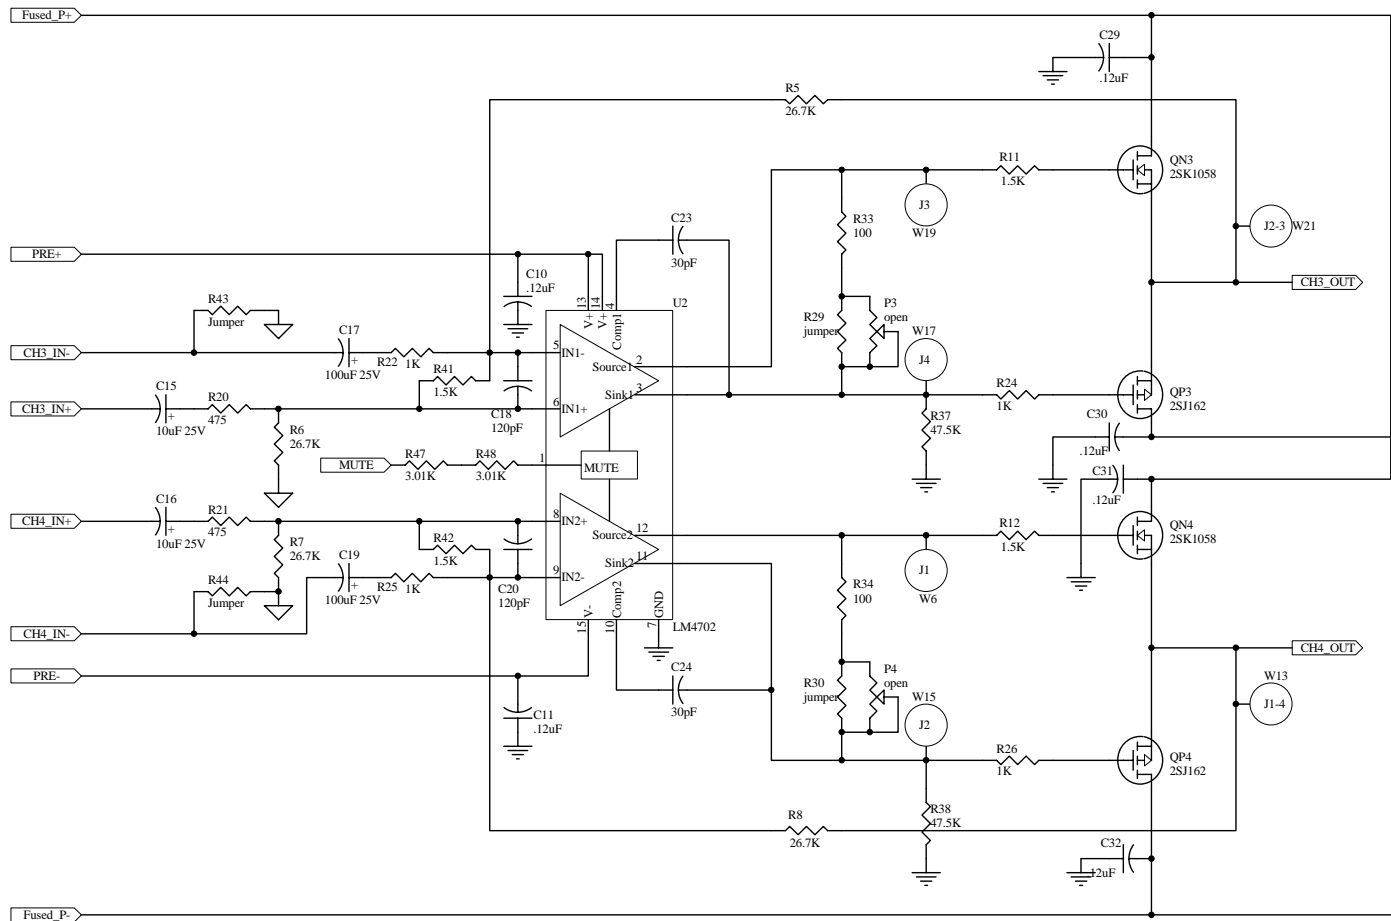 Fused_P+
C29
.12uF
R5
26.7K
R11
1.5K
QN3
2SK1058
J3
W19
R33
100
C23
30pF
J2-3 W21
PRE+
C10
.12uF
13
14
4
V+
V+
Comp1
U2
CH3_OUT
R43
Jumper
R29
jumper
P3
open
W17
J4
C17
100uF 25V
R22
1K
CH3_IN-
5
IN1-
Source1
2
R41
1.5K
Sink1
3
C15
10uF 25V
R20
475
CH3_IN+
C18
120pF
6
IN1+
R24
1K
QP3
2SJ162
R37
47.5K
R6
26.7K
C30
.12uF
MUTE
R47
3.01K
R48
3.01K
1
MUTE
C31
.12uF
C16
10uF 25V
R21
475
CH4_IN+
8
IN2+
Source2
12
R12
1.5K
QN4
2SK1058
R7
26.7K
R42
1.5K
Sink2
11
C19
100uF 25V
R25
1K
9
IN2-
C20
120pF
J1
W6
R34
100
R44
Jumper
V-
15
Comp2
10
GND
7
LM4702
CH4_IN-
CH4_OUT
PRE-
C24
30pF
R30
jumper
P4
open
W15
J2
W13
J1-4
C11
.12uF
R26
1K
QP4
2SJ162
R8
26.7K
R38
47.5K
C32
.12uF
Fused_P-